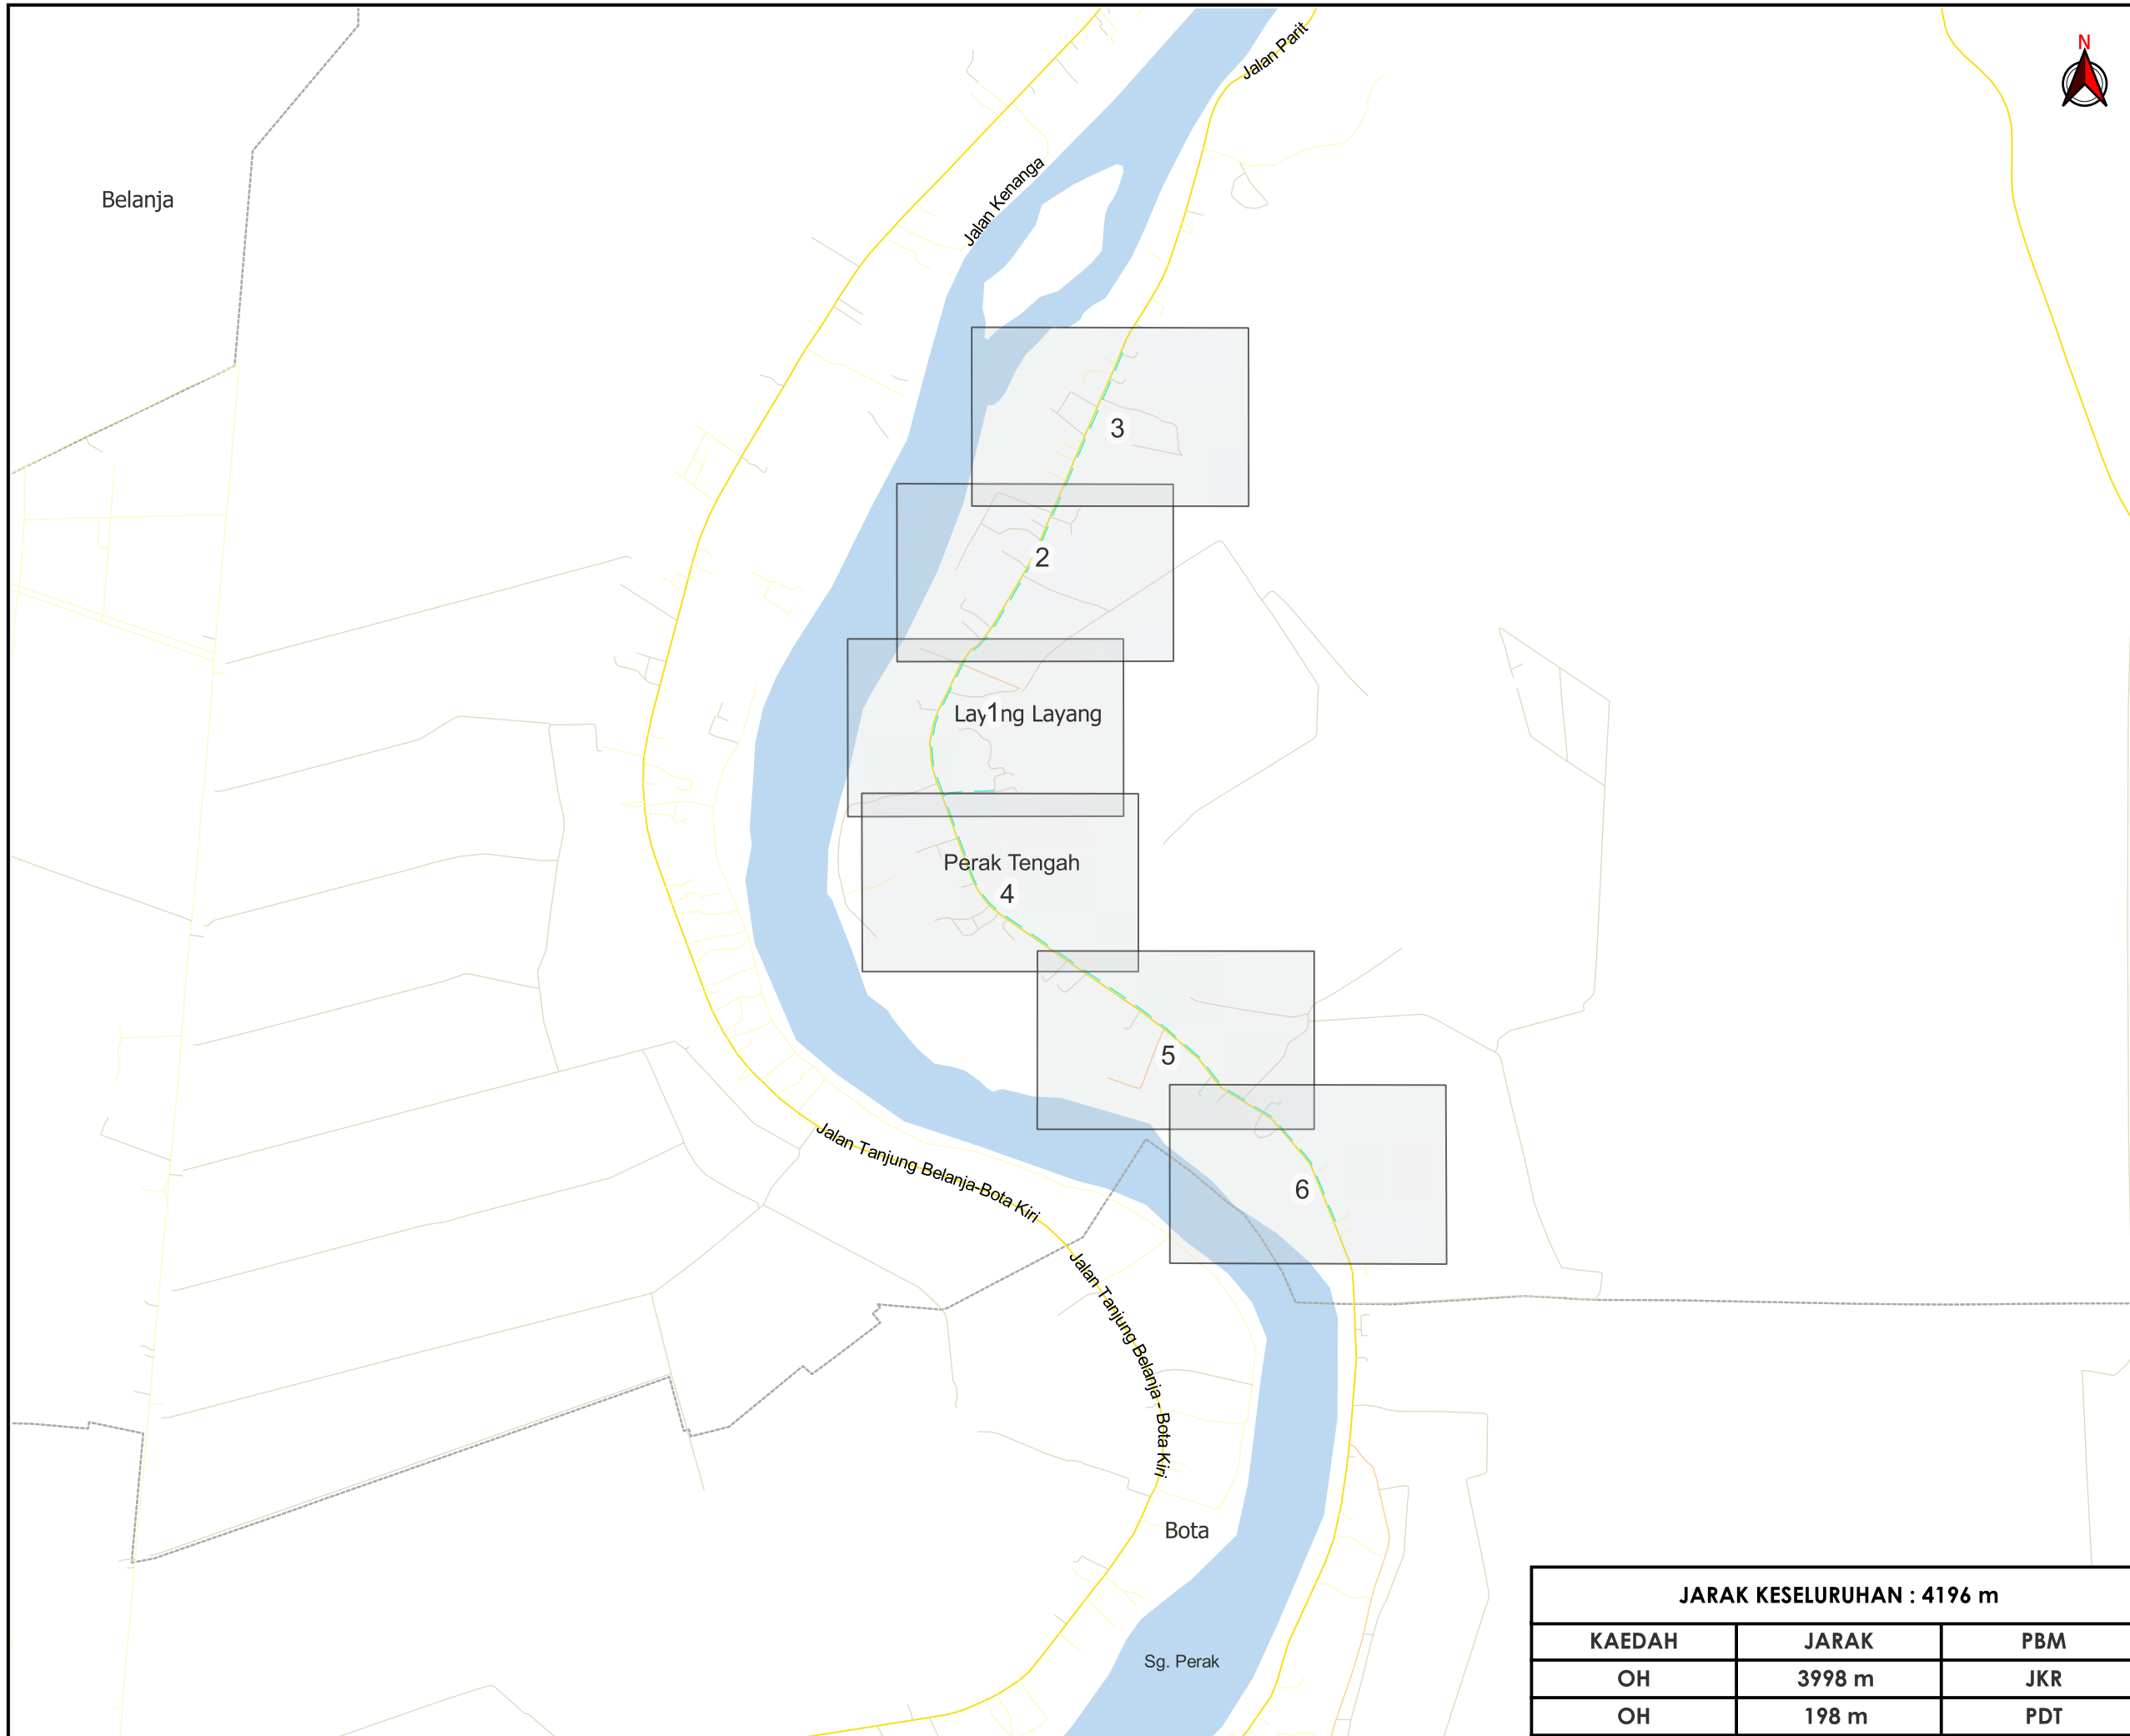 N
Jalan Parit
Belanja
Jalan Kenanga
3
2
Lay1ng Layang
Perak Tengah
4
5
6
Jalan Tanjung Belanja-Bota Kiri
Jalan Tanjung Belanja - Bota Kiri
Bota
Sg. Perak
JARAK KESELURUHAN : 4196 m
KAEDAH JARAK PBM
OH 3998 m JKR
OH 198 m PDT